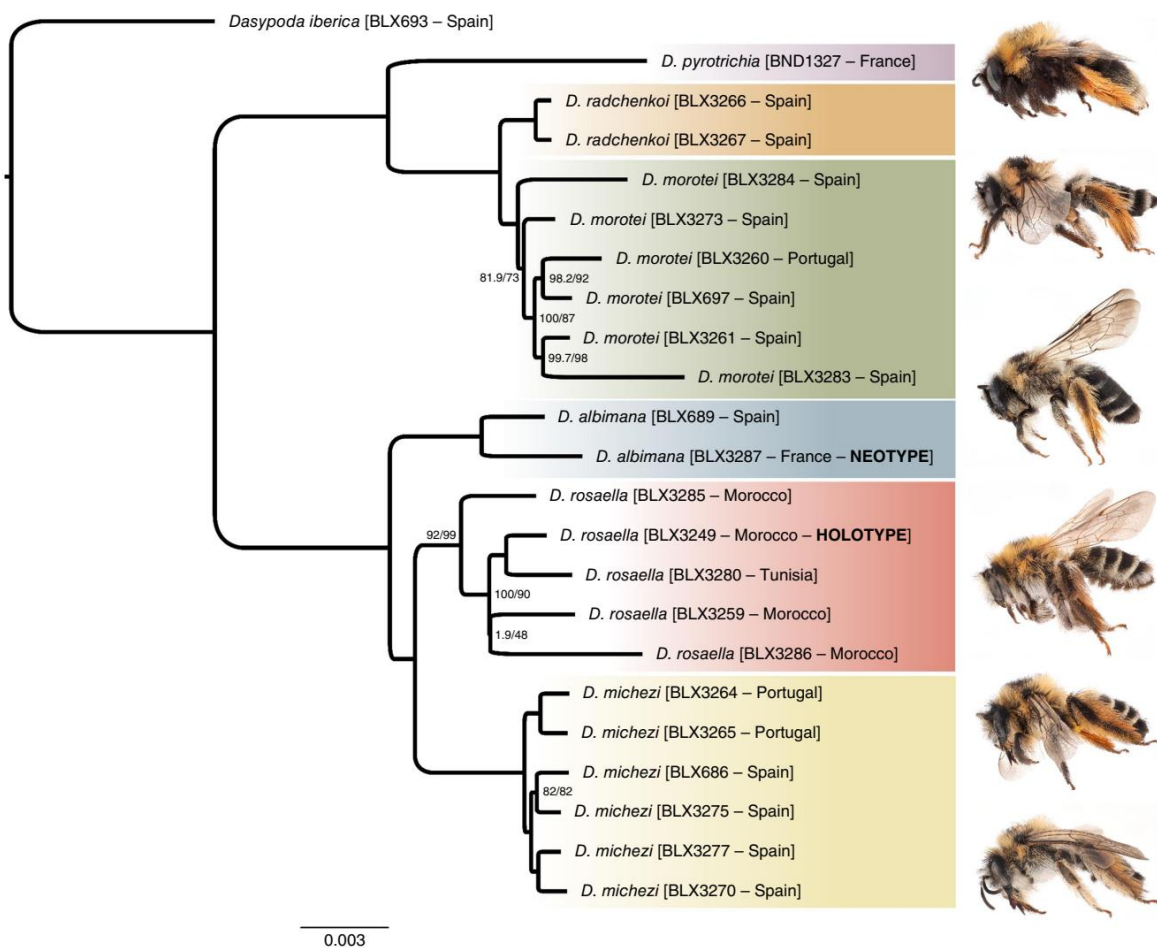 Dasypoda iberica [BLX693 – Spain]
D. pyrotrichia [BND1327 – France]
D. radchenkoi [BLX3266 – Spain]
D. radchenkoi [BLX3267 – Spain]
D. morotei [BLX3284 – Spain]
D. morotei [BLX3273 – Spain]
D. morotei [BLX3260 – Portugal]
81.9/73
98.2/92
D. morotei [BLX697 – Spain]
100/87
D. morotei [BLX3261 – Spain]
99.7/98
D. morotei [BLX3283 – Spain]
D. albimana [BLX689 – Spain]
D. albimana [BLX3287 – France – NEOTYPE]
D. rosaella [BLX3285 – Morocco]
92/99
D. rosaella [BLX3249 – Morocco – HOLOTYPE]
D. rosaella [BLX3280 – Tunisia]
100/90
D. rosaella [BLX3259 – Morocco]
1.9/48
D. rosaella [BLX3286 – Morocco]
D. michezi [BLX3264 – Portugal]
D. michezi [BLX3265 – Portugal]
D. michezi [BLX686 – Spain]
82/82
D. michezi [BLX3275 – Spain]
D. michezi [BLX3277 – Spain]
D. michezi [BLX3270 – Spain]
0.003